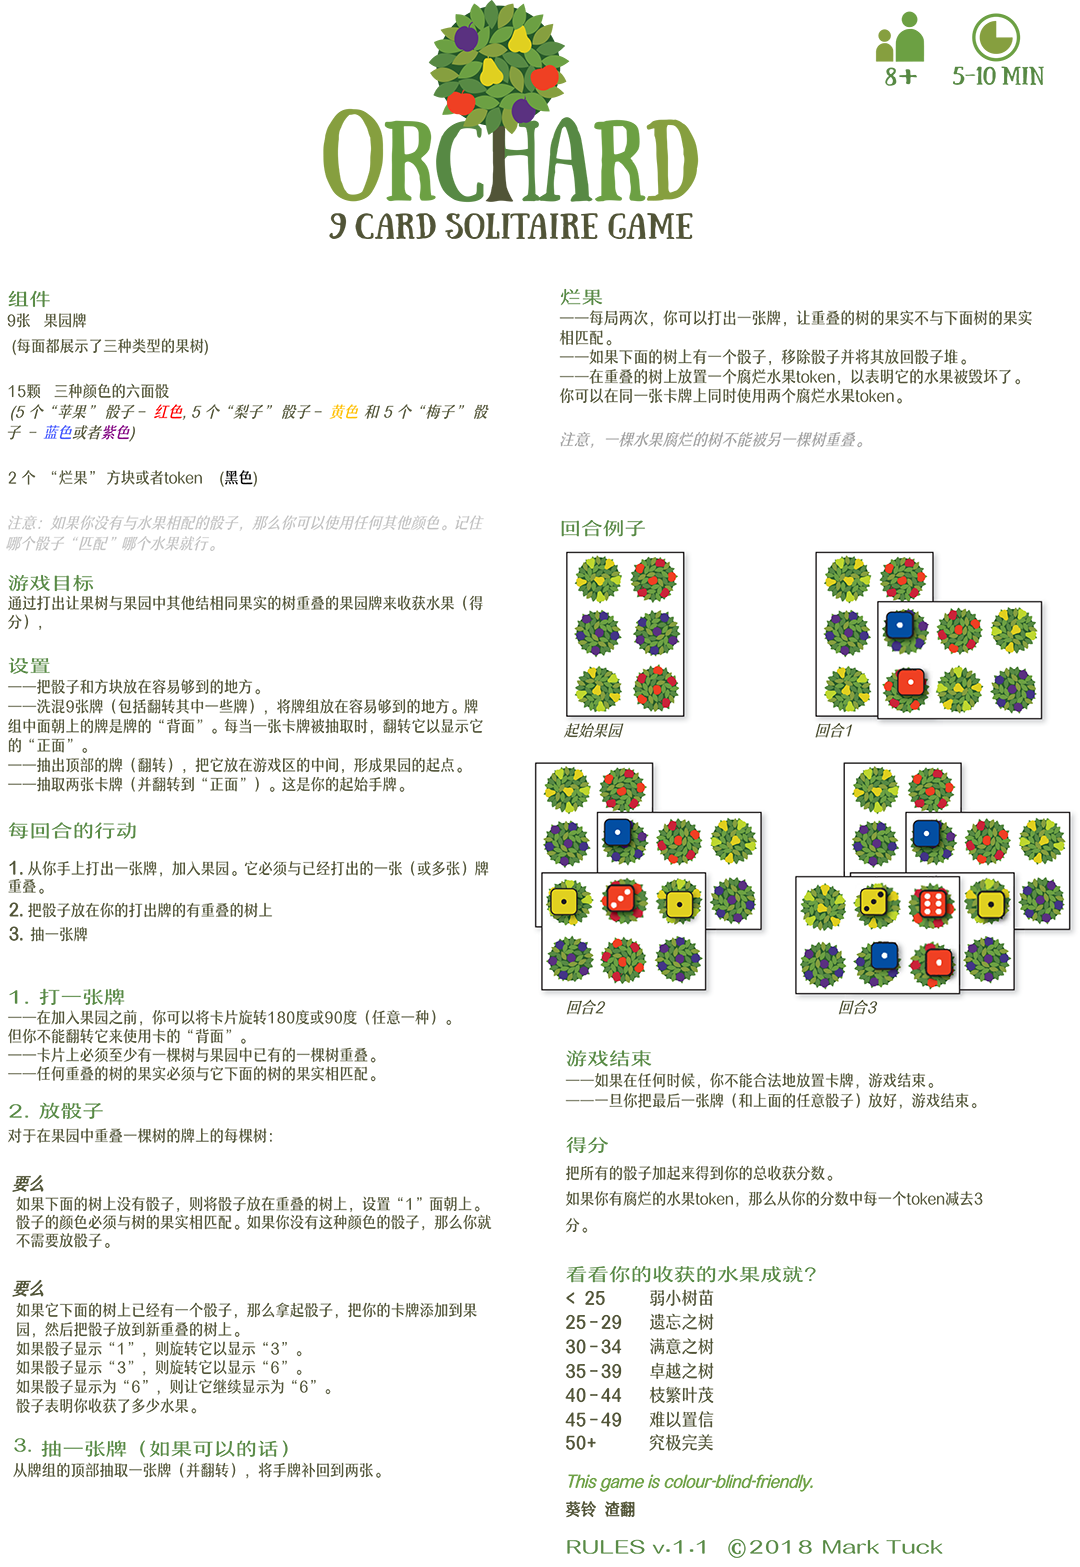 8+
5-10 MIN
ORCHARD
9 CARD SOLITAIRE GAME
组件
9张 果园牌
(每面都展示了三种类型的果树)
15颗 三种颜色的六面骰
(5 个“苹果” 骰子－ 红色, 5 个“梨子” 骰子－ 黄色 和 5 个“梅子” 骰
子 － 蓝色或者紫色)
2 个 “烂果” 方块或者token (黑色)
注意：如果你没有与水果相配的骰子，那么你可以使用任何其他颜色。记住
哪个骰子“匹配”哪个水果就行。
游戏目标
通过打出让果树与果园中其他结相同果实的树重叠的果园牌来收获水果（得
分），
设置
——把骰子和方块放在容易够到的地方。
——洗混9张牌（包括翻转其中一些牌），将牌组放在容易够到的地方。牌
组中面朝上的牌是牌的“背面”。每当一张卡牌被抽取时，翻转它以显示它
的“正面”。
——抽出顶部的牌（翻转），把它放在游戏区的中间，形成果园的起点。
——抽取两张卡牌（并翻转到“正面”）。这是你的起始手牌。
每回合的行动
1. 从你手上打出一张牌，加入果园。它必须与已经打出的一张（或多张）牌
重叠。
2. 把骰子放在你的打出牌的有重叠的树上
3. 抽一张牌
1. 打一张牌
——在加入果园之前，你可以将卡片旋转180度或90度（任意一种）。
但你不能翻转它来使用卡的“背面”。
——卡片上必须至少有一棵树与果园中已有的一棵树重叠。
——任何重叠的树的果实必须与它下面的树的果实相匹配。
2. 放骰子
对于在果园中重叠一棵树的牌上的每棵树：
要么
如果下面的树上没有骰子，则将骰子放在重叠的树上，设置“1”面朝上。
骰子的颜色必须与树的果实相匹配。如果你没有这种颜色的骰子，那么你就
不需要放骰子。
要么
如果它下面的树上已经有一个骰子，那么拿起骰子，把你的卡牌添加到果
园，然后把骰子放到新重叠的树上。
如果骰子显示“1”，则旋转它以显示“3”。
如果骰子显示“3”，则旋转它以显示“6”。
如果骰子显示为“6”，则让它继续显示为“6”。
骰子表明你收获了多少水果。
3. 抽一张牌（如果可以的话）
从牌组的顶部抽取一张牌（并翻转），将手牌补回到两张。
烂果
——每局两次，你可以打出一张牌，让重叠的树的果实不与下面树的果实
相匹配。
——如果下面的树上有一个骰子，移除骰子并将其放回骰子堆。
——在重叠的树上放置一个腐烂水果token，以表明它的水果被毁坏了。
你可以在同一张卡牌上同时使用两个腐烂水果token。
注意，一棵水果腐烂的树不能被另一棵树重叠。
回合例子
起始果园
回合1
回合2
回合3
游戏结束
——如果在任何时候，你不能合法地放置卡牌，游戏结束。
——一旦你把最后一张牌（和上面的任意骰子）放好，游戏结束。
得分
把所有的骰子加起来得到你的总收获分数。
如果你有腐烂的水果token，那么从你的分数中每一个token减去3
分。
看看你的收获的水果成就？
< 25 弱小树苗
25-29 遗忘之树
30-34 满意之树
35-39 卓越之树
40-44 枝繁叶茂
45-49 难以置信
50+ 究极完美
This game is colour-blind-friendly.
葵铃 渣翻
RULES v.1.1 ©2018 Mark Tuck